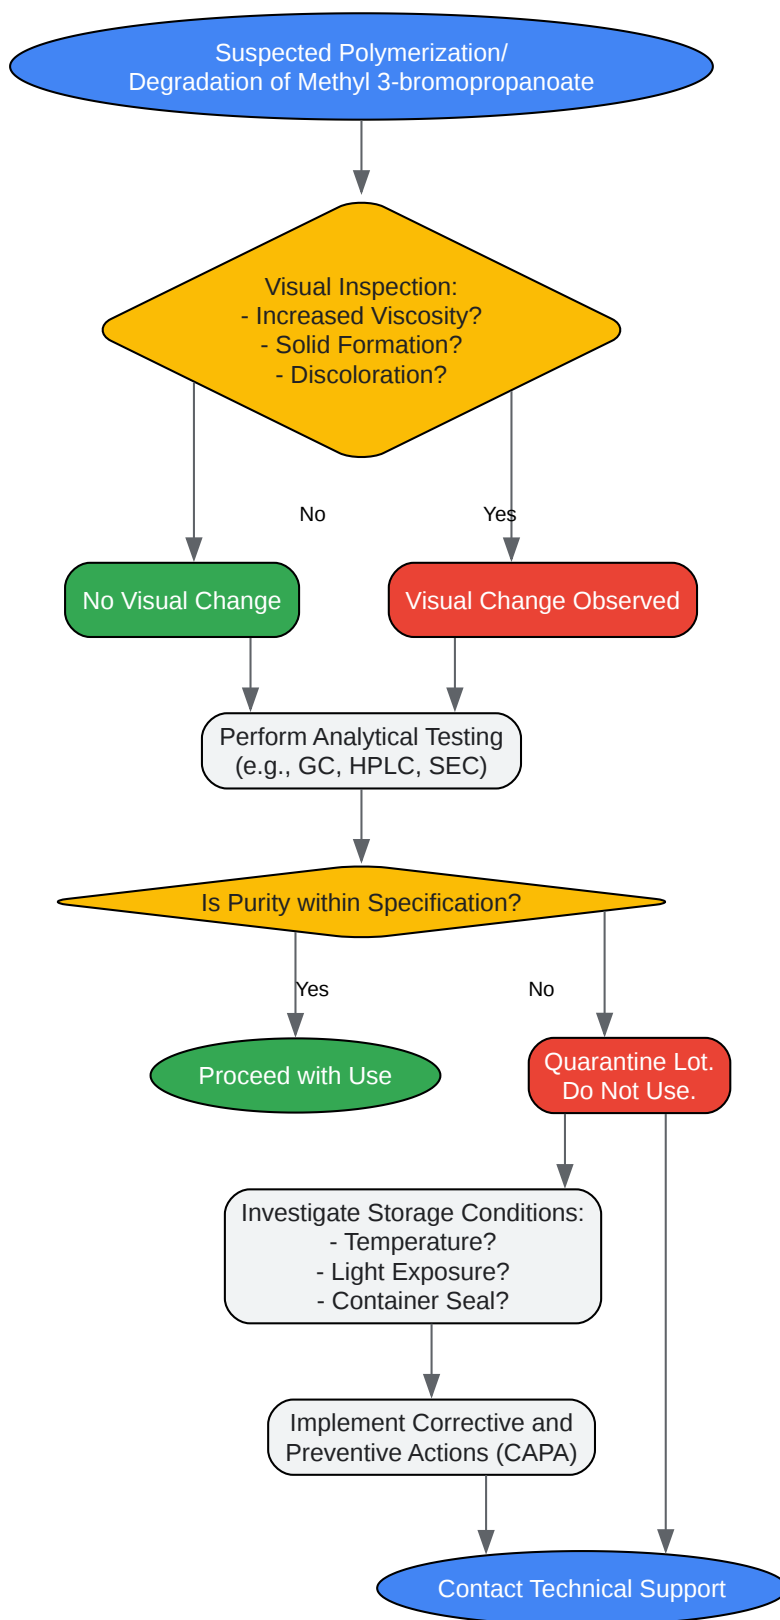 Suspected Polymerization/
Degradation of Methyl 3-bromopropanoate
Visual Inspection:
- Increased Viscosity?
- Solid Formation?
- Discoloration?
No
Yes
No Visual Change
Visual Change Observed
Perform Analytical Testing
(e.g., GC, HPLC, SEC)
Is Purity within Specification?
Yes
No
Proceed with Use
Quarantine Lot.
Do Not Use.
Investigate Storage Conditions:
- Temperature?
- Light Exposure?
- Container Seal?
Implement Corrective and
Preventive Actions (CAPA)
Contact Technical Support